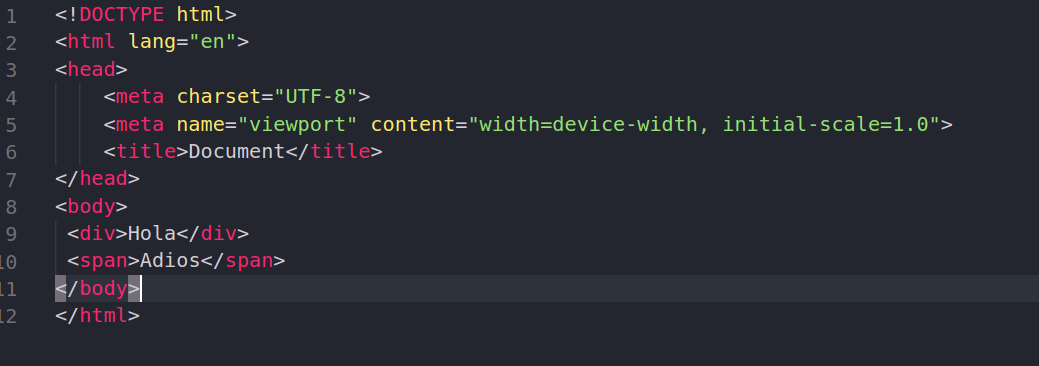 1 <!DOCTYPE html>
2 <html lang="en">
3 <head>
4     <meta charset="UTF-8">
5     <meta name="viewport" content="width=device-width, initial-scale=1.0">
6     <title>Document</title>
7 </head>
8 <body>
9  <div>Hola</div>
10  <span>Adios</span>
11 </body>
12 </html>